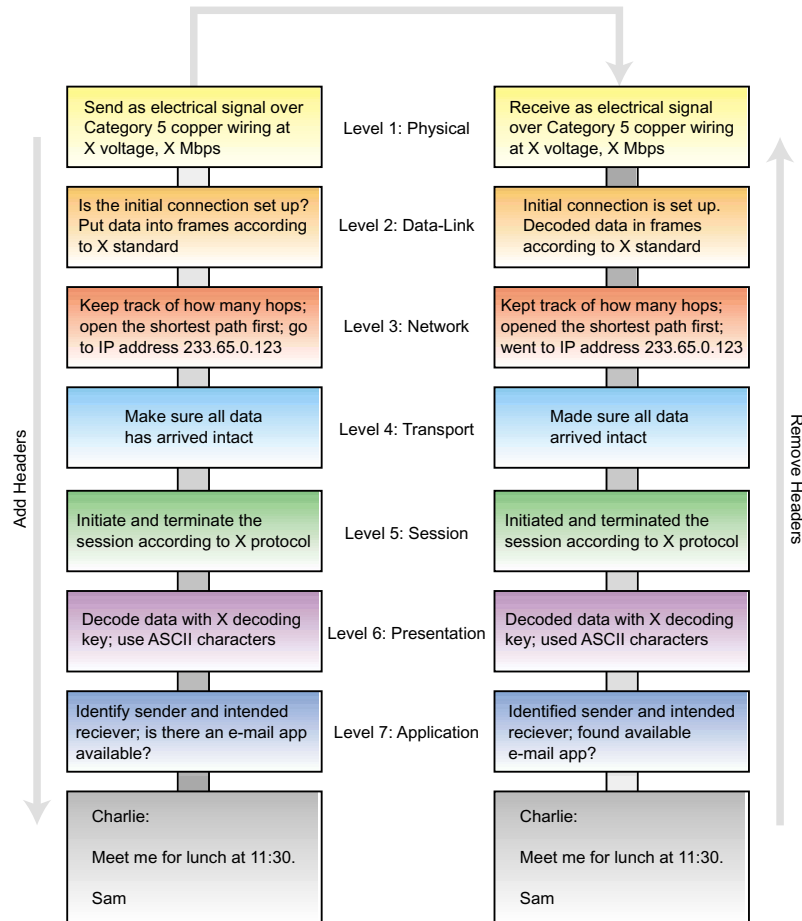 Send as electrical signal over
Category 5 copper wiring at
X voltage, X Mbps
Level 1: Physical
Receive as electrical signal
over Category 5 copper wiring
at X voltage, X Mbps
Is the initial connection set up?
Put data into frames according
to X standard
Level 2: Data-Link
Initial connection is set up.
Decoded data in frames
according to X standard
Keep track of how many hops;
open the shortest path first; go
to IP address 233.65.0.123
Level 3: Network
Kept track of how many hops;
opened the shortest path first;
went to IP address 233.65.0.123
Make sure all data
has arrived intact
Level 4: Transport
Made sure all data
arrived intact
Add Headers
Remove Headers
Initiate and terminate the
session according to X protocol
Level 5: Session
Initiated and terminated the
session according to X protocol
Decode data with X decoding
key; use ASCII characters
Level 6: Presentation
Decoded data with X decoding
key; used ASCII characters
Identify sender and intended
reciever; is there an e-mail app
available?
Level 7: Application
Identified sender and intended
reciever; found available
e-mail app?
Charlie:
Meet me for lunch at 11:30.
Sam
Charlie:
Meet me for lunch at 11:30.
Sam